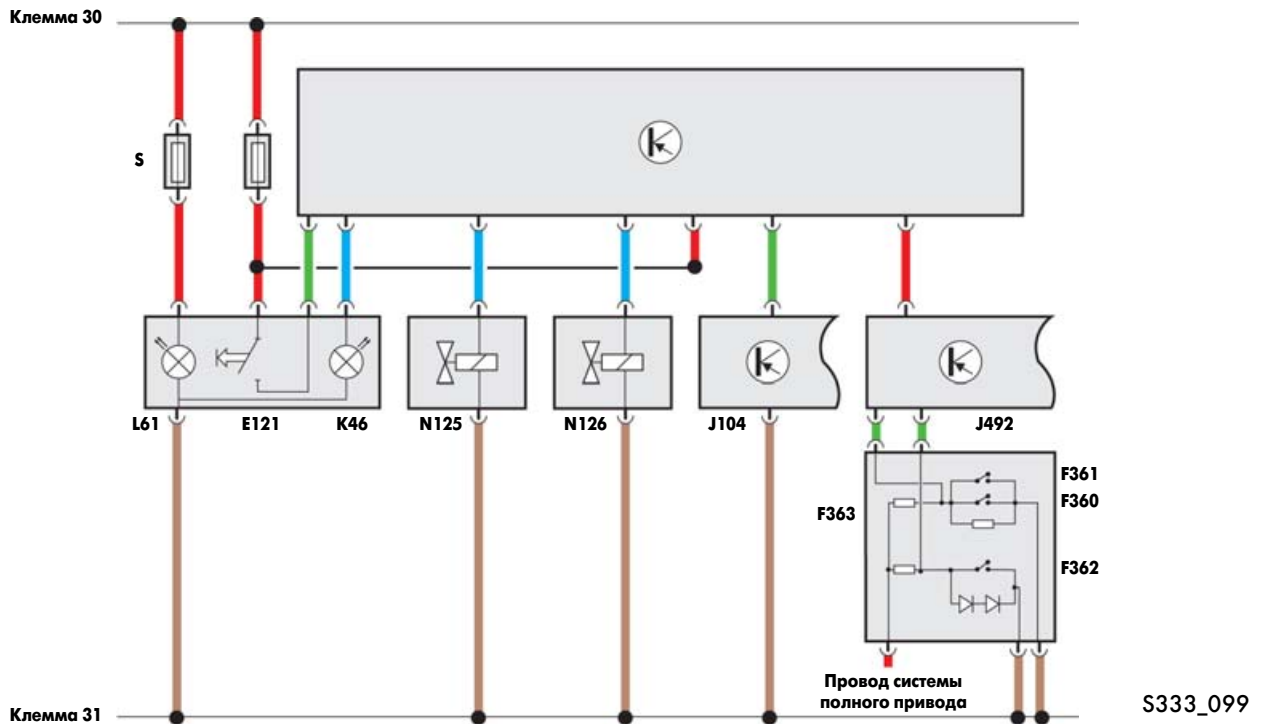 Клемма 30
S
L61
E121
K46
N125
N126
J104
J492
F361
F360
F363
F362
Провод системы
полного привода
Клемма 31
S333_099